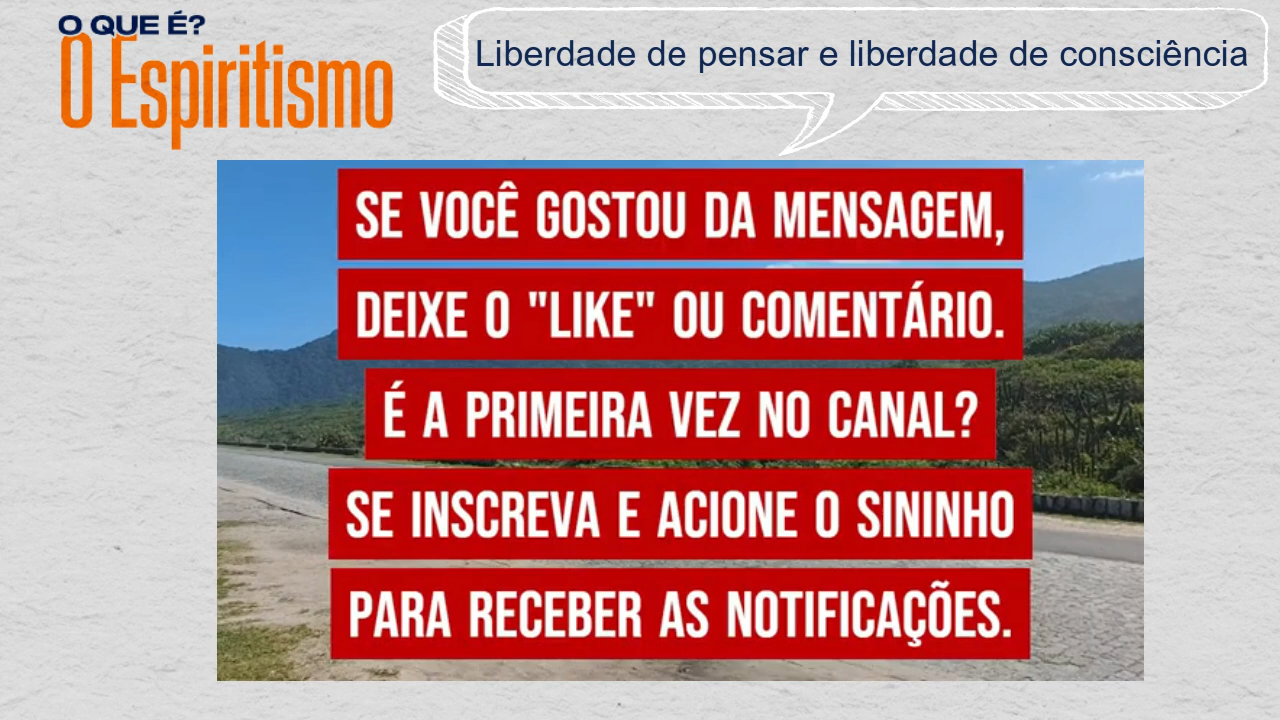 O QUE É?
O Espiritismo
Liberdade de pensar e liberdade de consciência
SE VOCÊ GOSTOU DA MENSAGEM,
DEIXE O "LIKE" OU COMENTÁRIO.
É A PRIMEIRA VEZ NO CANAL?
SE INSCREVA E ACIONE O SININHO
PARA RECEBER AS NOTIFICAÇÕES.